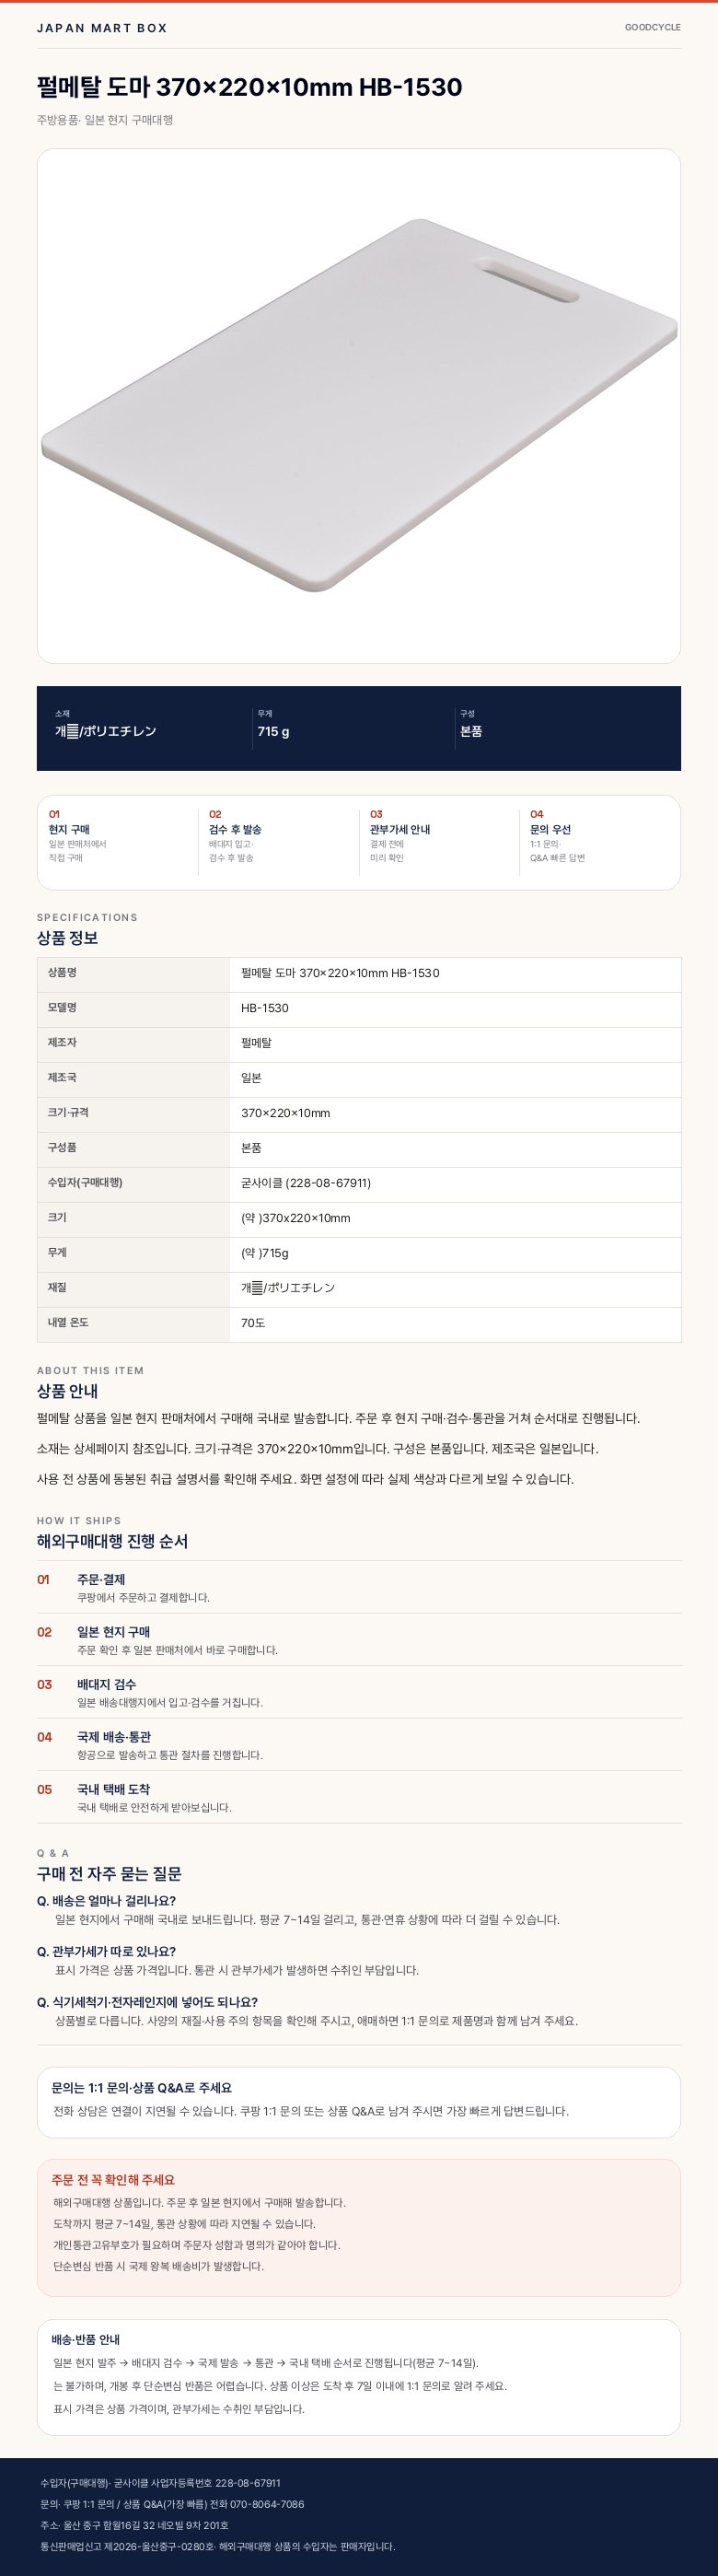 JAPAN MART BOX
GOODCYCLE
펄메탈 도마 370×220×10mm HB-1530
주방용품· 일본 현지 구매대행
소재
개䷀/ポリエチレン
무게
715 g
구성
본품
01
현지 구매
일본 판매처에서
직접 구매
02
검수 후 발송
배대지 입고·
검수 후 발송
03
관부가세 안내
결제 전에
미리 확인
04
문의 우선
1:1 문의·
Q&A 빠른 답변
SPECIFICATIONS
상품 정보
상품명 펄메탈 도마 370×220×10mm HB-1530
모델명 HB-1530
제조자 펄메탈
제조국 일본
크기·규격 370×220×10mm
구성품 본품
수입자(구매대행) 굳사이클 (228-08-67911)
크기 (약 )370x220×10mm
무게 (약 )715g
재질 개䷀/ポリエチレン
내열 온도 70도
ABOUT THIS ITEM
상품 안내
펄메탈 상품을 일본 현지 판매처에서 구매해 국내로 발송합니다. 주문 후 현지 구매·검수·통관을 거쳐 순서대로 진행됩니다.
소재는 상세페이지 참조입니다. 크기·규격은 370×220×10mm입니다. 구성은 본품입니다. 제조국은 일본입니다.
사용 전 상품에 동봉된 취급 설명서를 확인해 주세요. 화면 설정에 따라 실제 색상과 다르게 보일 수 있습니다.
HOW IT SHIPS
해외구매대행 진행 순서
01 주문·결제
쿠팡에서 주문하고 결제합니다.
02 일본 현지 구매
주문 확인 후 일본 판매처에서 바로 구매합니다.
03 배대지 검수
일본 배송대행지에서 입고·검수를 거칩니다.
04 국제 배송·통관
항공으로 발송하고 통관 절차를 진행합니다.
05 국내 택배 도착
국내 택배로 안전하게 받아보십니다.
Q & A
구매 전 자주 묻는 질문
Q. 배송은 얼마나 걸리나요?
일본 현지에서 구매해 국내로 보내드립니다. 평균 7~14일 걸리고, 통관·연휴 상황에 따라 더 걸릴 수 있습니다.
Q. 관부가세가 따로 있나요?
표시 가격은 상품 가격입니다. 통관 시 관부가세가 발생하면 수취인 부담입니다.
Q. 식기세척기·전자레인지에 넣어도 되나요?
상품별로 다릅니다. 사양의 재질·사용 주의 항목을 확인해 주시고, 애매하면 1:1 문의로 제품명과 함께 남겨 주세요.
문의는 1:1 문의·상품 Q&A로 주세요
전화 상담은 연결이 지연될 수 있습니다. 쿠팡 1:1 문의 또는 상품 Q&A로 남겨 주시면 가장 빠르게 답변드립니다.
주문 전 꼭 확인해 주세요
해외구매대행 상품입니다. 주문 후 일본 현지에서 구매해 발송합니다.
도착까지 평균 7~14일, 통관 상황에 따라 지연될 수 있습니다.
개인통관고유부호가 필요하며 주문자 성함과 명의가 같아야 합니다.
단순변심 반품 시 국제 왕복 배송비가 발생합니다.
배송·반품 안내
일본 현지 발주 → 배대지 검수 → 국제 발송 → 통관 → 국내 택배 순서로 진행됩니다(평균 7~14일).
는 불가하며, 개봉 후 단순변심 반품은 어렵습니다. 상품 이상은 도착 후 7일 이내에 1:1 문의로 알려 주세요.
표시 가격은 상품 가격이며, 관부가세는 수취인 부담입니다.
수입자(구매대행)· 굳사이클 사업자등록번호 228-08-67911
문의· 쿠팡 1:1 문의 / 상품 Q&A(가장 빠름) 전화 070-8064-7086
주소· 울산 중구 함월16길 32 네오빌 9차 201호
통신판매업신고 제2026-울산중구-0280호· 해외구매대행 상품의 수입자는 판매자입니다.